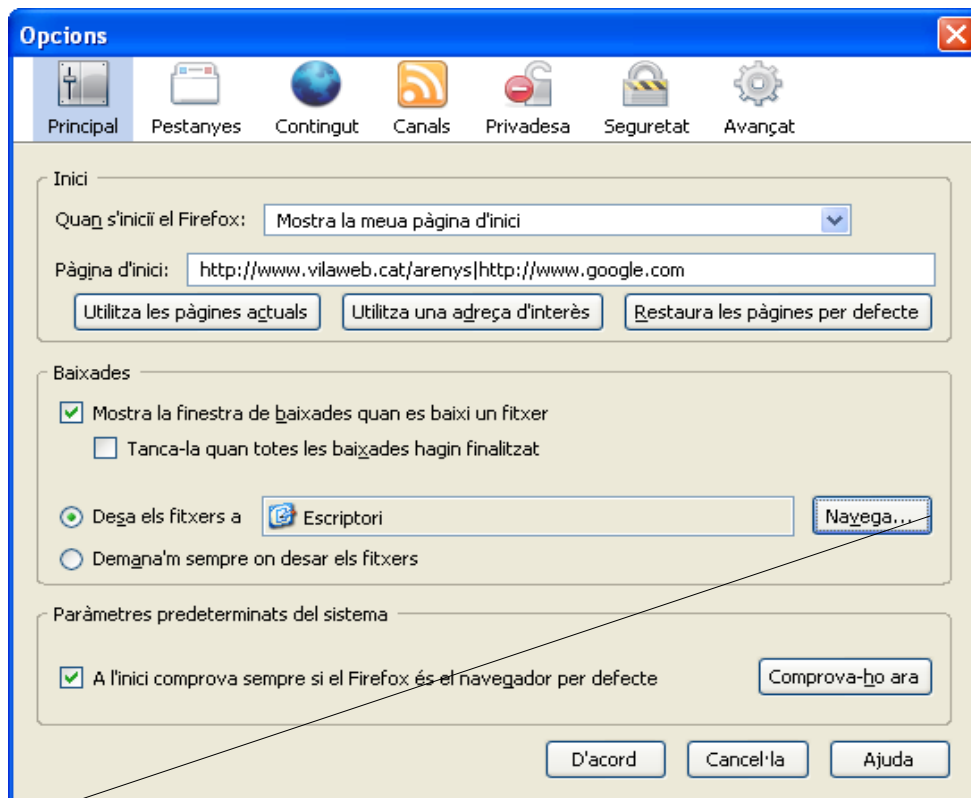 Opcions
Principal Pestanyes Contingut Canals Privadesa Seguretat Avançat
Inici
Quan s'iniciï el Firefox: Mostra la meua pàgina d'inici
Pàgina d'inici: http://www.vilaweb.cat/arenys|http://www.google.com
Utilitza les pàgines actuals Utilitza una adreça d'interès Restaura les pàgines per defecte
Baixades
Mostra la finestra de baixades quan es baixi un fitxer
Tanca-la quan totes les baixades hagin finalitzat
Desa els fitxers a Escriptori Navega...
Demana'm sempre on desar els fitxers
Paràmetres predeterminats del sistema
A l'inici comprova sempre si el Firefox és el navegador per defecte Comprova-ho ara
D'acord Cancel·la Ajuda